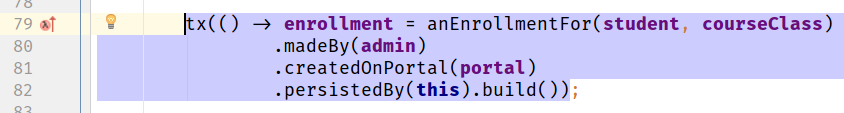 78
79 tx(() -> enrollment = anEnrollmentFor(student, courseClass)
80 .madeBy(admin)
81 .createdOnPortal(portal)
82 .persistedBy(this).build());
83